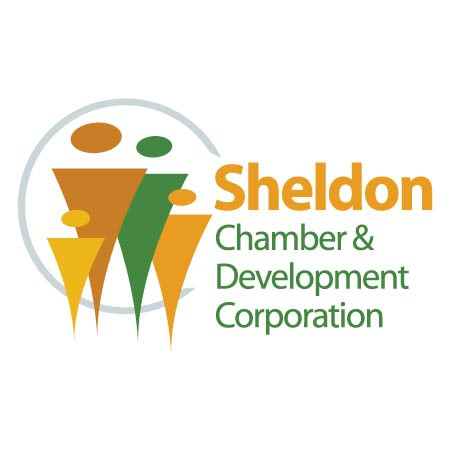 Sheldon
Chamber &
Development
Corporation